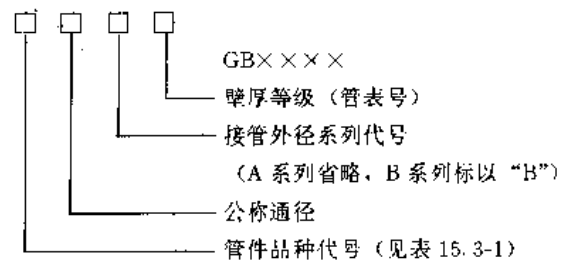 □ □ □ □
GB××××
壁厚等级（管表号）
接管外径系列代号
（A 系列省略，B 系列标以“B”）
公称通径
管件品种代号（见表 15.3-1）